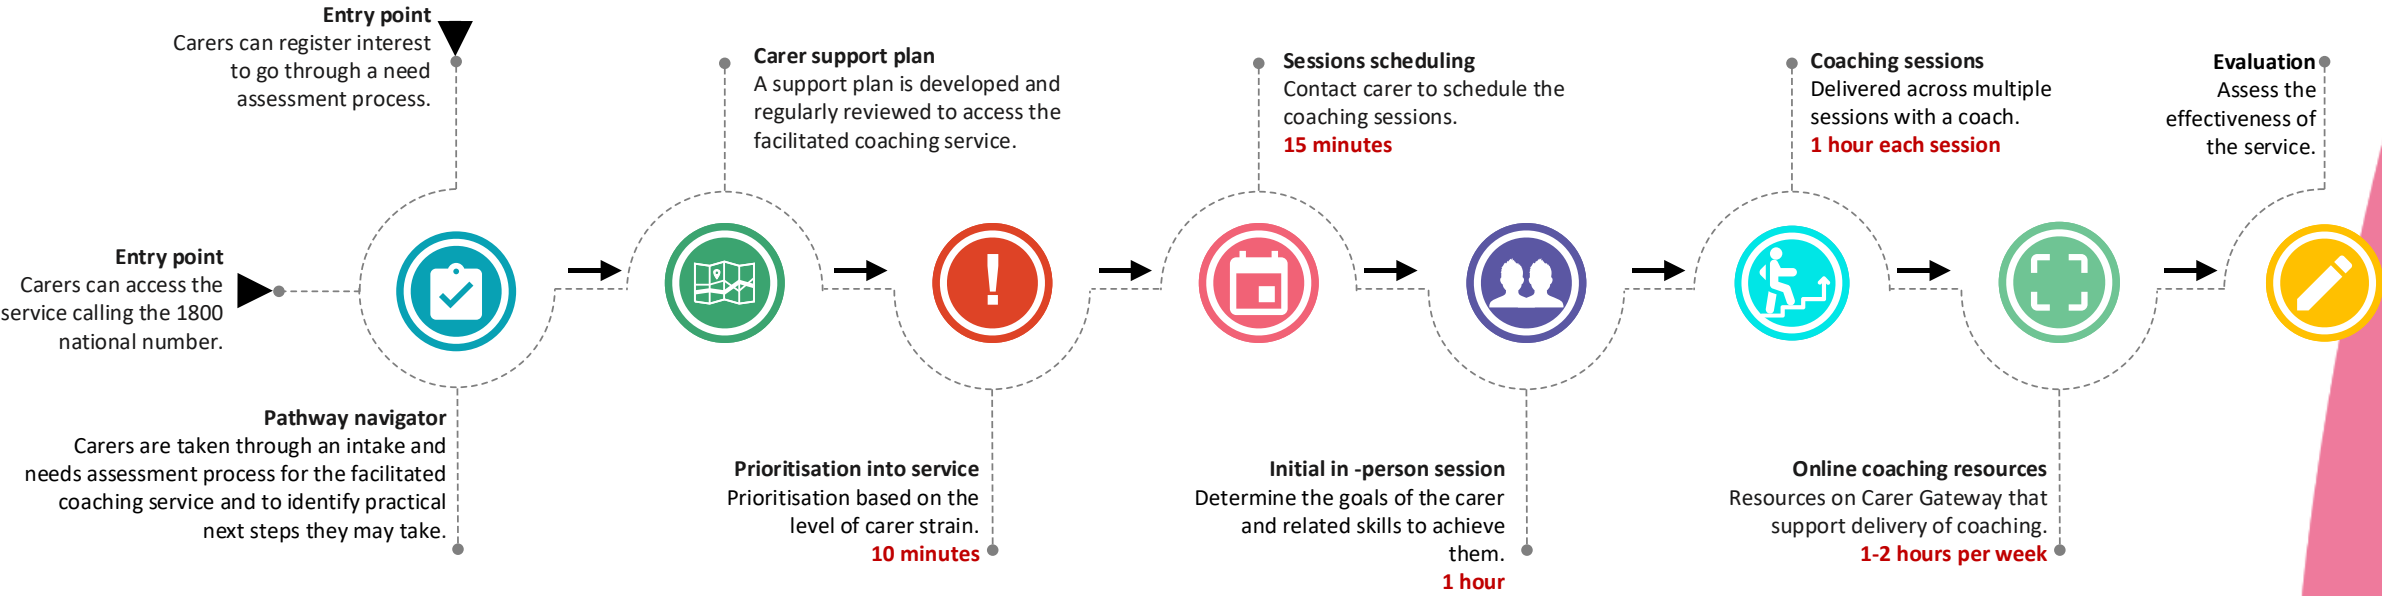 Entry point
Carers can register interest
to go through a need
assessment process.
Entry point
Carers can access the
service calling the 1800
national number.
Pathway navigator
Carers are taken through an intake and
needs assessment process for the facilitated
coaching service and to identify practical
next steps they may take.
Carer support plan
A support plan is developed and
regularly reviewed to access the
facilitated coaching service.
Prioritisation into service
Prioritisation based on the
level of carer strain.
10 minutes
Sessions scheduling
Contact carer to schedule the
coaching sessions.
15 minutes
Initial in -person session
Determine the goals of the carer
and related skills to achieve
them.
1 hour
Coaching sessions
Delivered across multiple
sessions with a coach.
1 hour each session
Online coaching resources
Resources on Carer Gateway that
support delivery of coaching.
1-2 hours per week
Evaluation
Assess the
effectiveness of
the service.